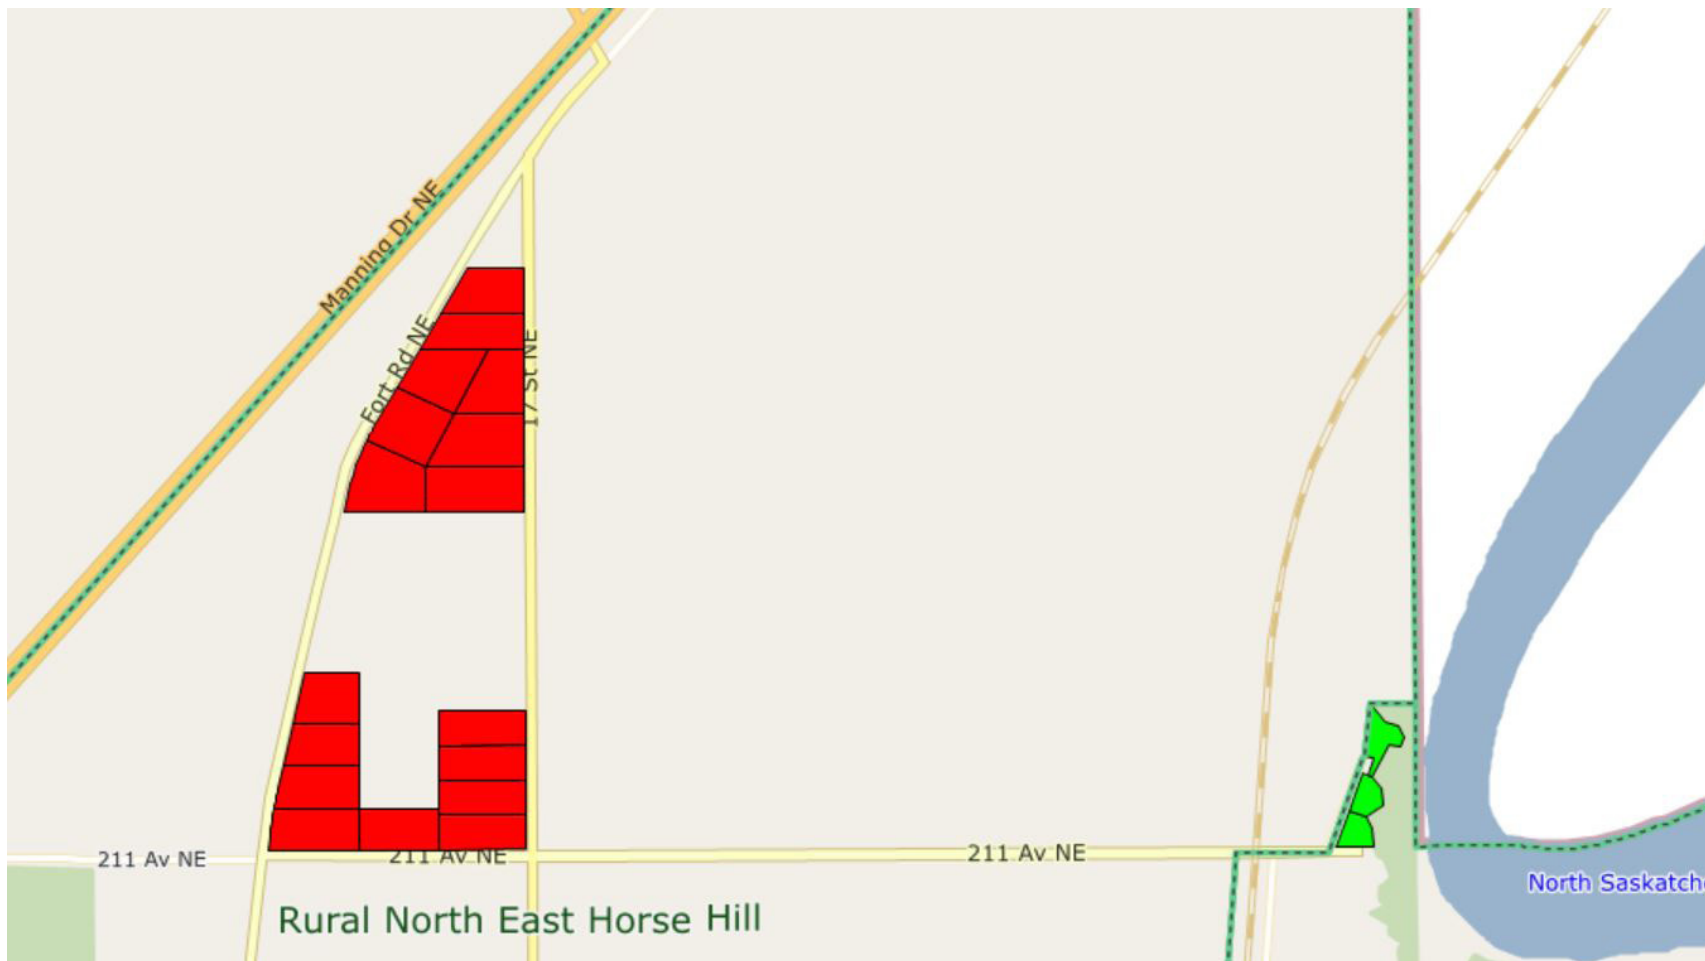 Manning Dr NE
Fort Rd NE
17 St NE
211 Av NE
211 Av NE
211 Av NE
North Saskatch
Rural North East Horse Hill